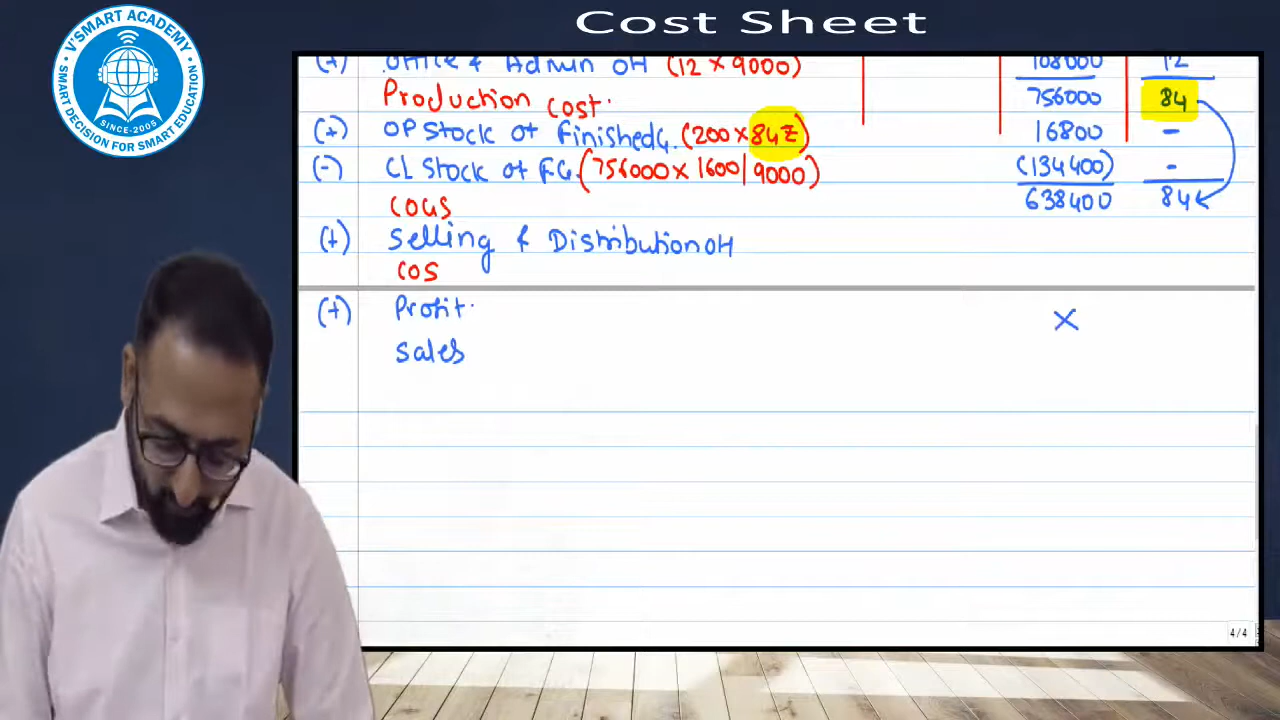 Cost Sheet
V'SMART ACADEMY
SMART DECISION FOR SMART EDUCATION
SINCE-2005
(+) Office & Admin OH (12 x 9000) 108000 12
Production cost. 756000 84
(+) OP Stock of Finished G. (200 x 84) 16800 -
(-) CL Stock of FG. (756000 x 1600/9000) (134400) -
COGS 638400 84
(+) Selling & Distribution OH
COS
(+) Profit. X
Sales
4/4